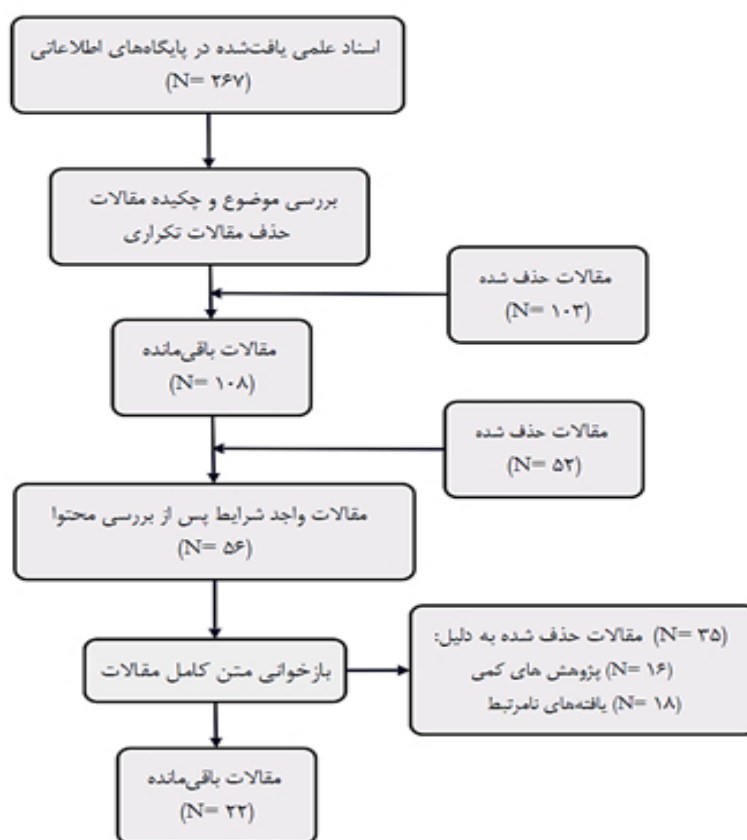 اسناد علمی یافت‌شده در پایگاه‌های اطلاعاتی
(N= ۲۶۷)
بررسی موضوع و چکیده مقالات
حذف مقالات تکراری
مقالات حذف شده
(N= ۱۰۳)
مقالات باقی‌مانده
(N= ۱۰۸)
مقالات حذف شده
(N= ۵۲)
مقالات واجد شرایط پس از بررسی محتوا
(N= ۵۶)
بازخوانی متن کامل مقالات
(N= ۳۵) مقالات حذف شده به دلیل:
(N= ۱۶) پژوهش های کمی
(N= ۱۸) یافته‌های نامرتبط
مقالات باقی‌مانده
(N= ۲۲)